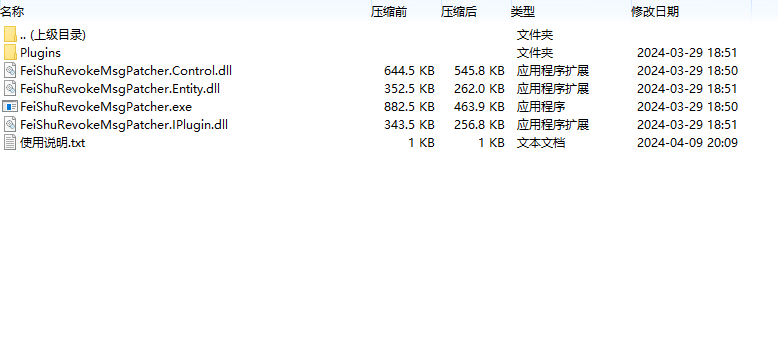 名称 压缩前 压缩后 类型 修改日期
.. (上级目录) 文件夹
Plugins 文件夹 2024-03-29 18:51
FeiShuRevokeMsgPatcher.Control.dll 644.5 KB 545.8 KB 应用程序扩展 2024-03-29 18:50
FeiShuRevokeMsgPatcher.Entity.dll 352.5 KB 262.0 KB 应用程序扩展 2024-03-29 18:51
FeiShuRevokeMsgPatcher.exe 882.5 KB 463.9 KB 应用程序 2024-03-29 18:50
FeiShuRevokeMsgPatcher.IPlugin.dll 343.5 KB 256.8 KB 应用程序扩展 2024-03-29 18:51
使用说明.txt 1 KB 1 KB 文本文档 2024-04-09 20:09